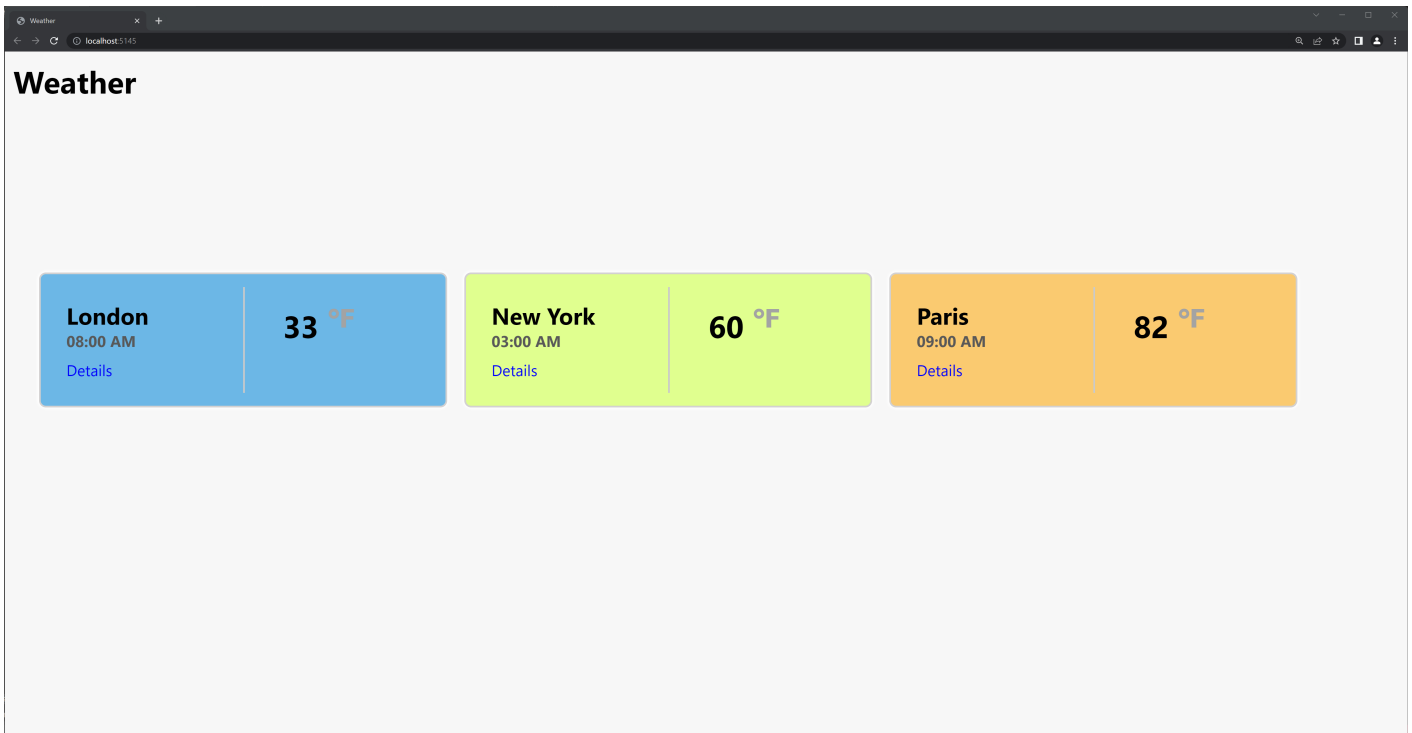 Weather
localhost:5145
Weather
London
08:00 AM
Details
33 °F
New York
03:00 AM
Details
60 °F
Paris
09:00 AM
Details
82 °F